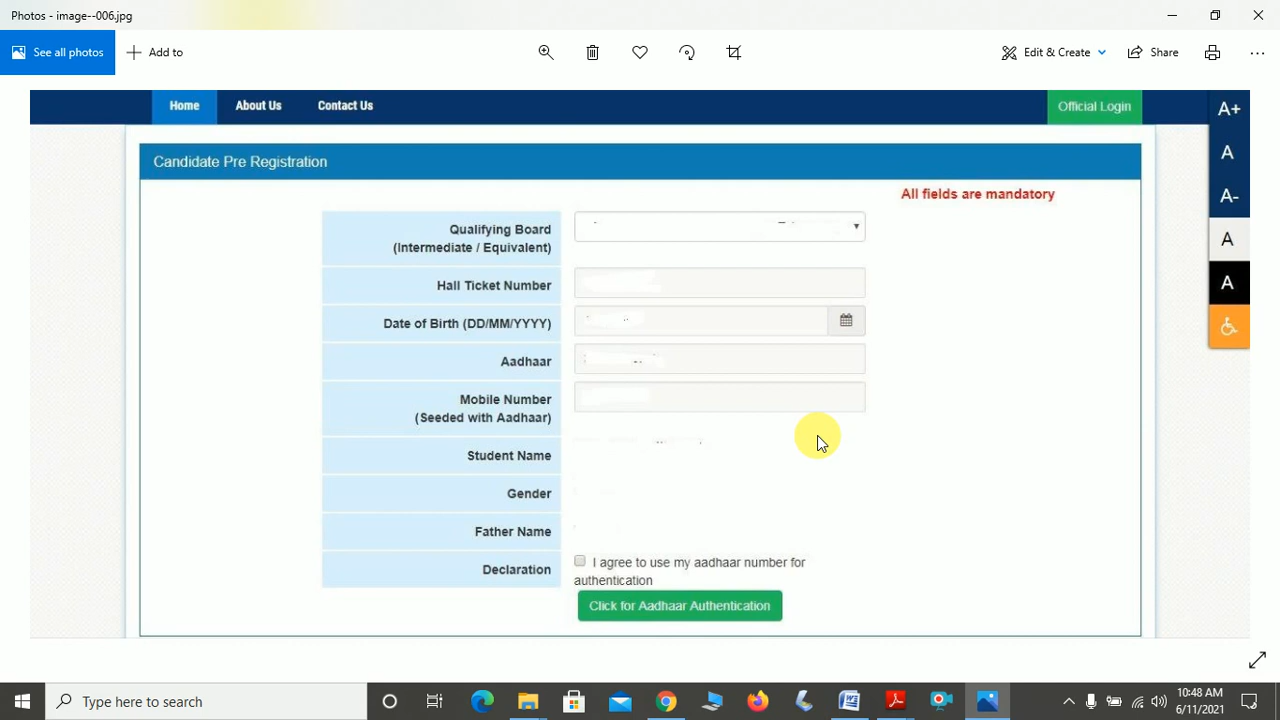 Photos - image--006.jpg
See all photos
Add to
Edit & Create
Share
Home
About Us
Contact Us
Official Login
A+
A
A-
A
A
Candidate Pre Registration
All fields are mandatory
Qualifying Board
(Intermediate / Equivalent)
Hall Ticket Number
Date of Birth (DD/MM/YYYY)
Aadhaar
Mobile Number
(Seeded with Aadhaar)
Student Name
Gender
Father Name
Declaration
I agree to use my aadhaar number for
authentication
Click for Aadhaar Authentication
Type here to search
10:48 AM
6/11/2021